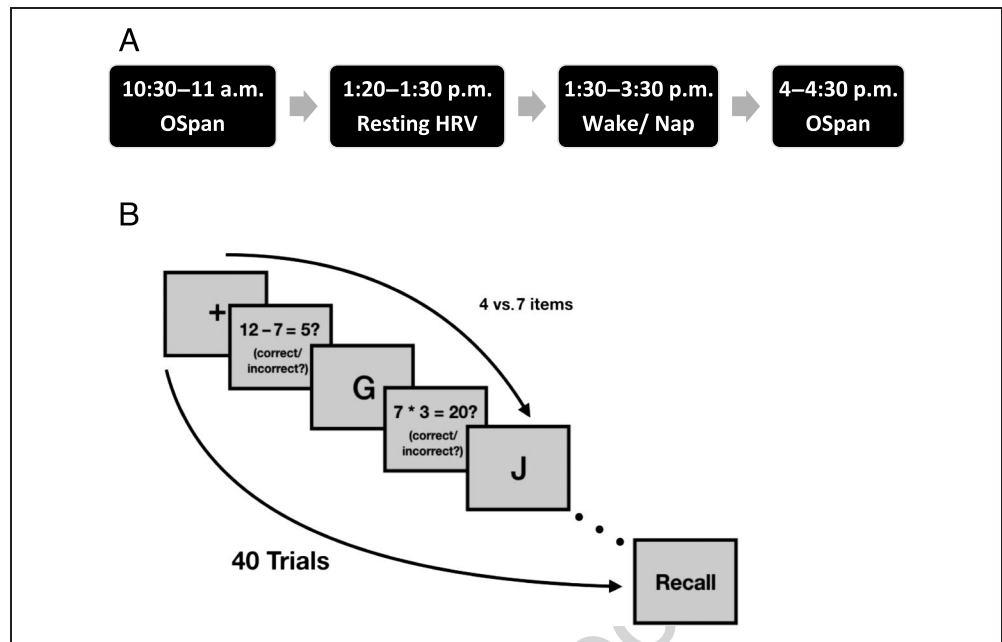 A
10:30–11 a.m.
OSpan
1:20–1:30 p.m.
Resting HRV
1:30–3:30 p.m.
Wake/ Nap
4–4:30 p.m.
OSpan
B
4 vs.7 items
+
12 – 7 = 5?
(correct/
incorrect?)
G
7 * 3 = 20?
(correct/
incorrect?)
J
40 Trials
Recall